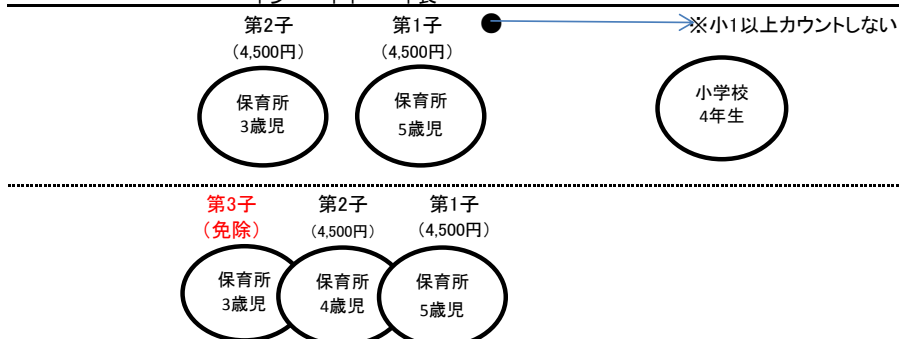 第2子
(4,500円)
第1子
(4,500円)
※小1以上カウントしない
保育所
3歳児
保育所
5歳児
小学校
4年生
第3子
(免除)
第2子
(4,500円)
第1子
(4,500円)
保育所
3歳児
保育所
4歳児
保育所
5歳児